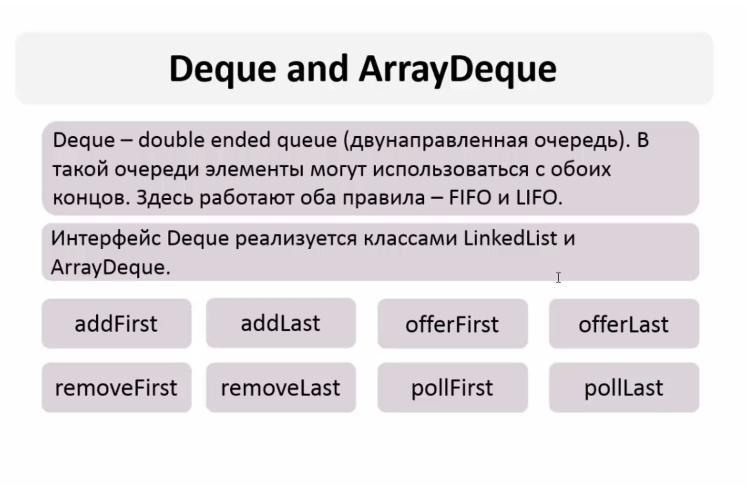 Deque and ArrayDeque
Deque – double ended queue (двунаправленная очередь). В
такой очереди элементы могут использоваться с обоих
концов. Здесь работают оба правила – FIFO и LIFO.
Интерфейс Deque реализуется классами LinkedList и
ArrayDeque.
addFirst addLast offerFirst offerLast
removeFirst removeLast pollFirst pollLast